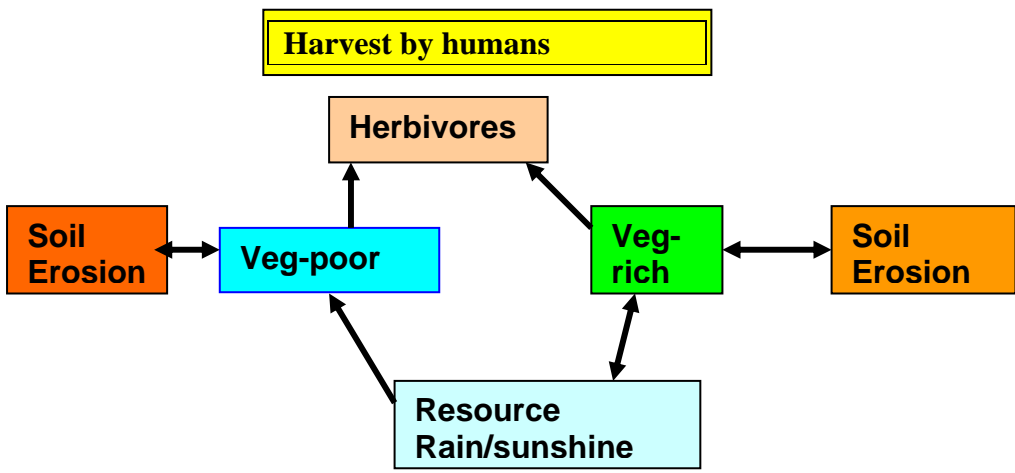 Harvest by humans
Herbivores
Soil
Erosion
Veg-poor
Veg-
rich
Soil
Erosion
Resource
Rain/sunshine